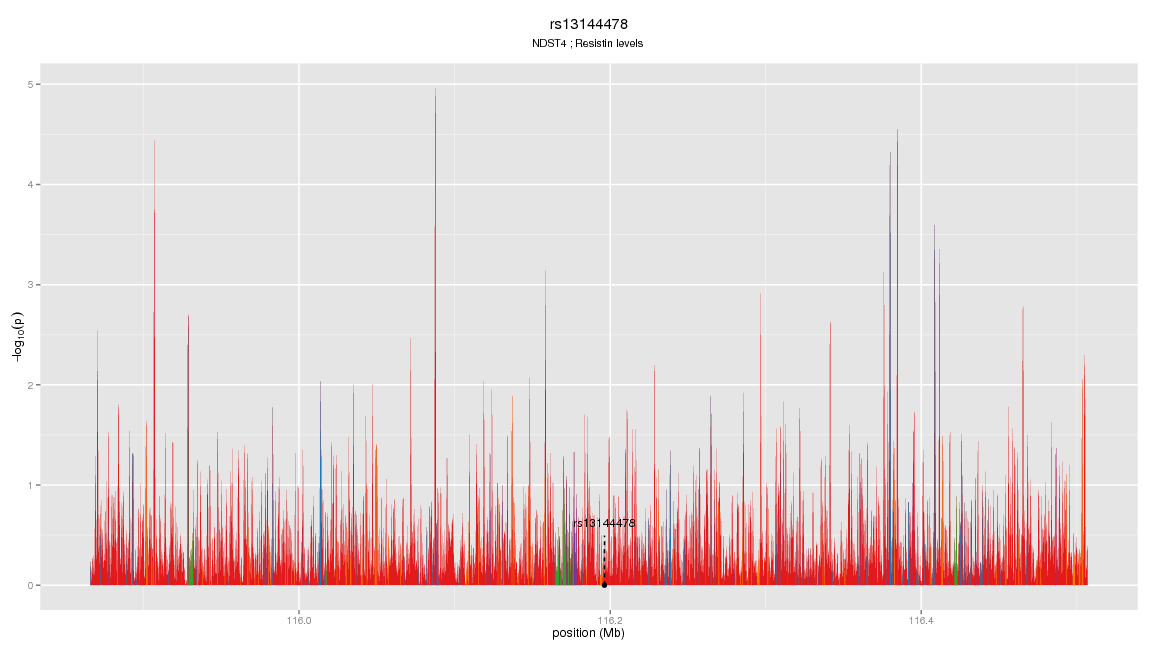 rs13144478
NDST4 ; Resistin levels
5
4
3
2
1
0
−log10(p)
rs13144478
116.0 116.2 116.4
position (Mb)